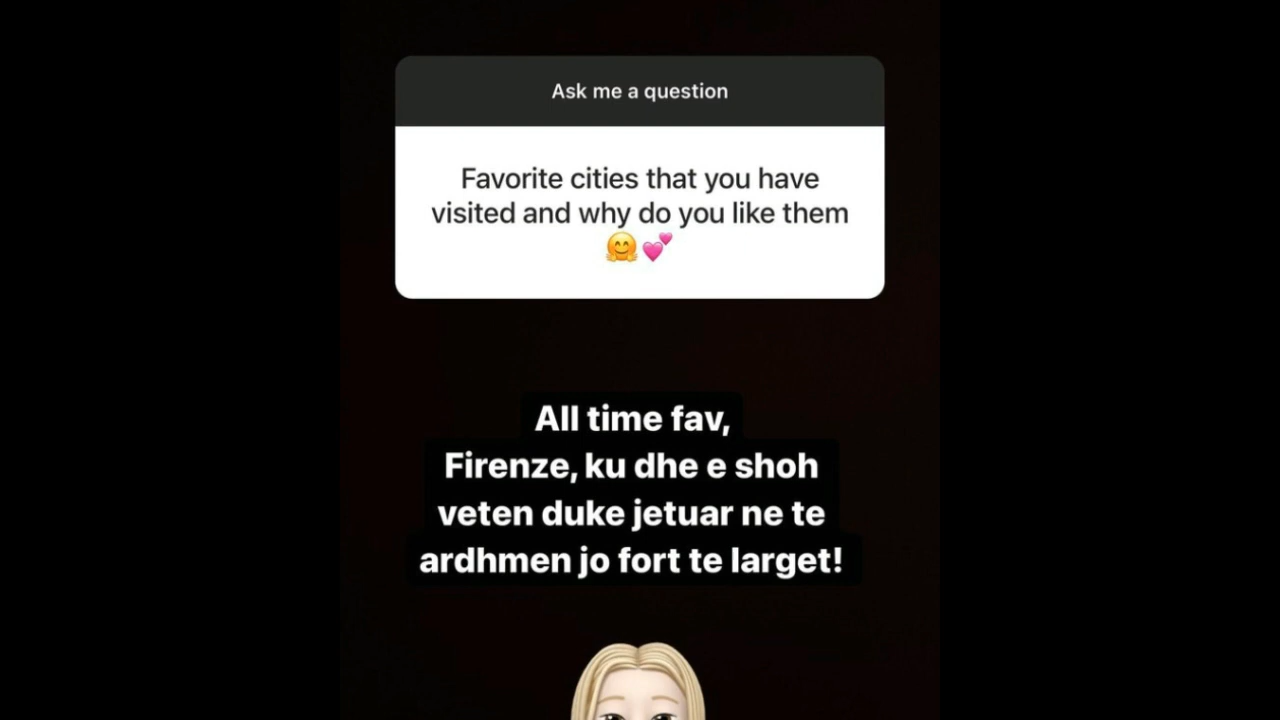 Ask me a question
Favorite cities that you have
visited and why do you like them
🤗💕
All time fav,
Firenze, ku dhe e shoh
veten duke jetuar ne te
ardhmen jo fort te larget!